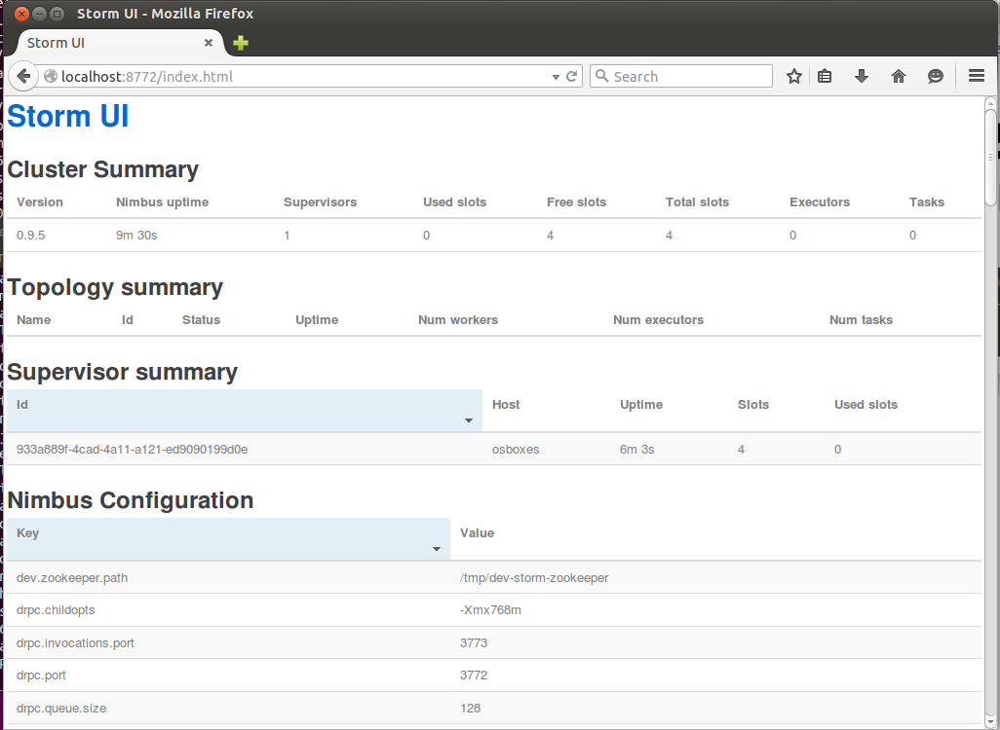 Storm UI - Mozilla Firefox
Storm UI
localhost:8772/index.html Search
Storm UI
Cluster Summary
Version Nimbus uptime Supervisors Used slots Free slots Total slots Executors Tasks
0.9.5 9m 30s 1 0 4 4 0 0
Topology summary
Name Id Status Uptime Num workers Num executors Num tasks
Supervisor summary
Id Host Uptime Slots Used slots
933a889f-4cad-4a11-a121-ed9090199d0e osboxes 6m 3s 4 0
Nimbus Configuration
Key Value
dev.zookeeper.path /tmp/dev-storm-zookeeper
drpc.childopts -Xmx768m
drpc.invocations.port 3773
drpc.port 3772
drpc.queue.size 128